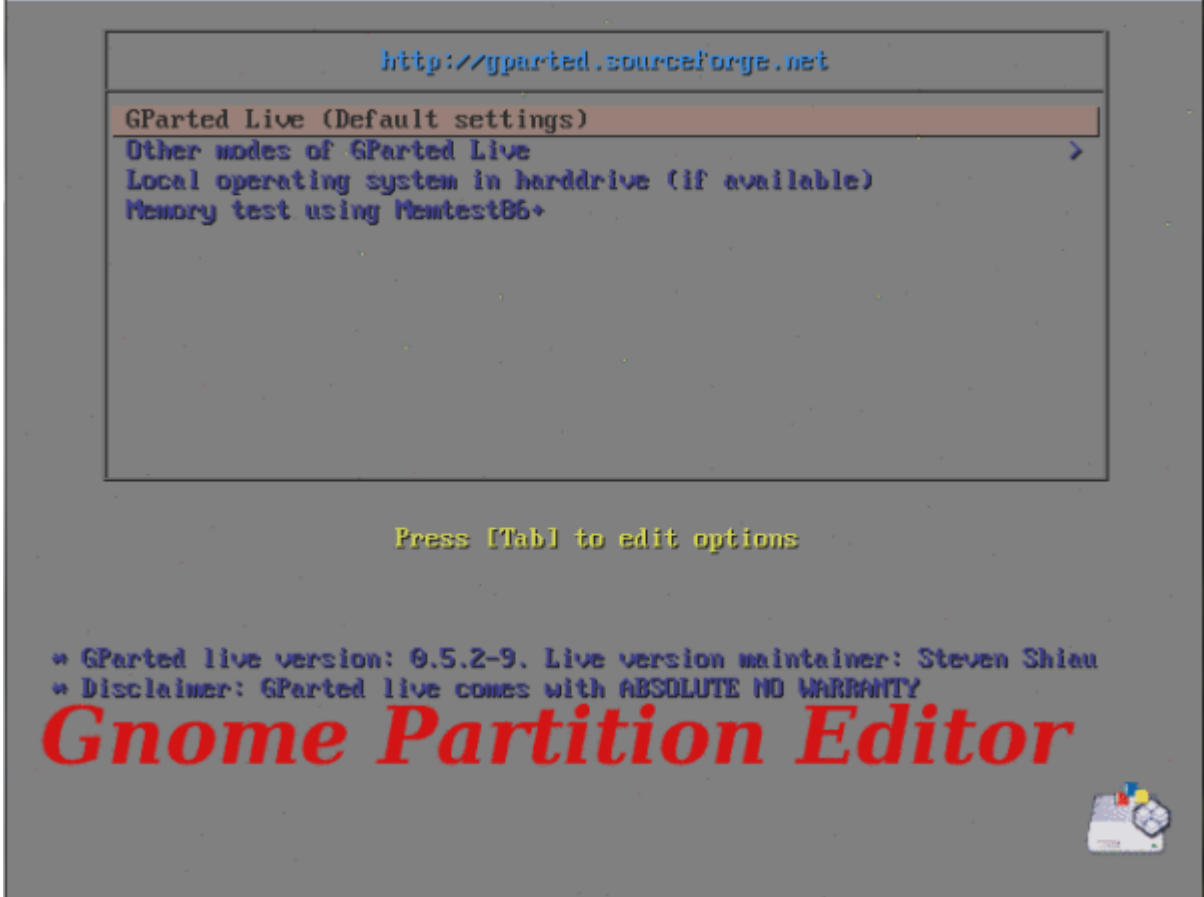 http://gparted.sourceforge.net
GParted Live (Default settings)
Other modes of GParted Live >
Local operating system in harddrive (if available)
Memory test using Memtest86+
Press [Tab] to edit options
* GParted live version: 0.5.2-9. Live version maintainer: Steven Shiau
* Disclaimer: GParted live comes with ABSOLUTE NO WARRANTY
Gnome Partition Editor